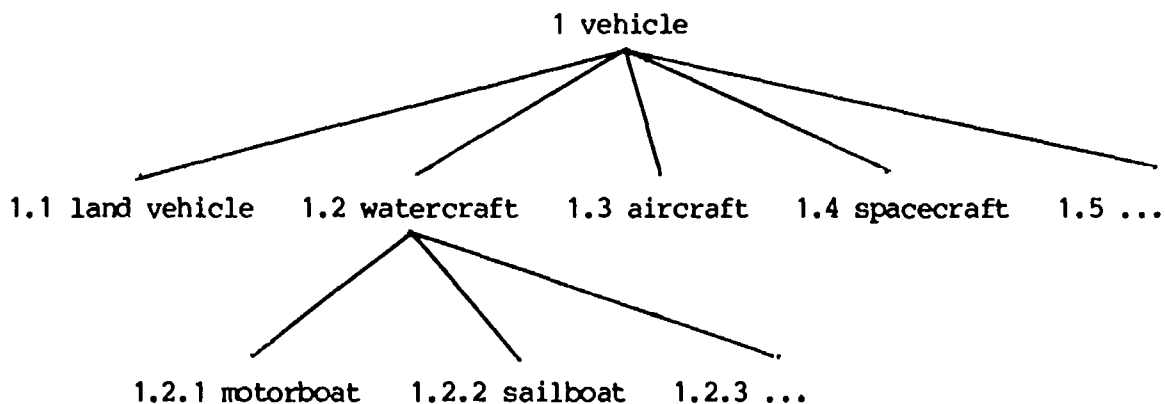 1 vehicle
1.1 land vehicle 1.2 watercraft 1.3 aircraft 1.4 spacecraft 1.5 ...
1.2.1 motorboat 1.2.2 sailboat 1.2.3 ...